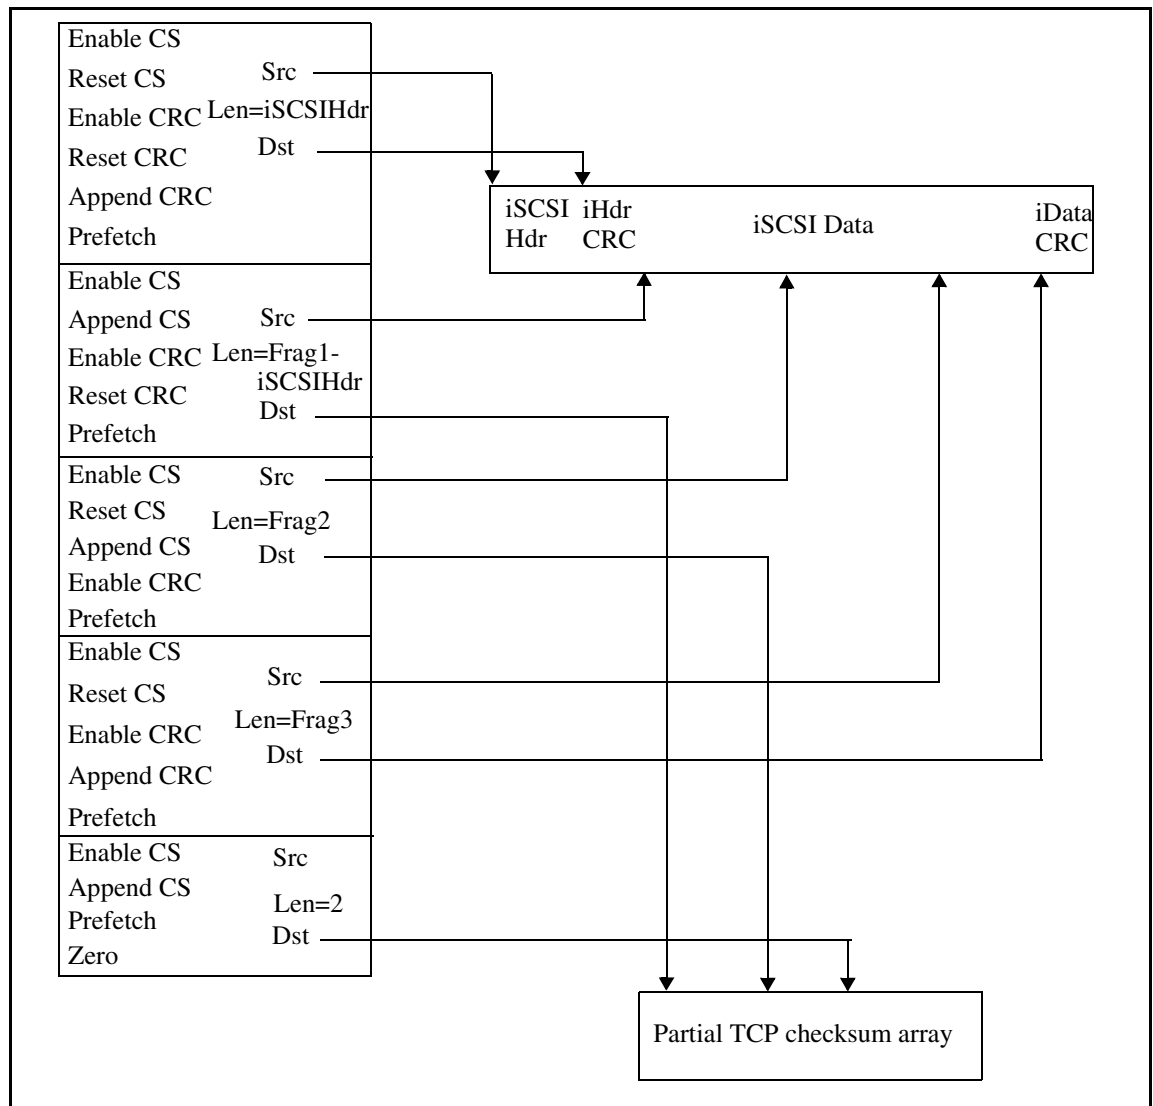 Enable CS
Reset CS
Src
Enable CRC
Len=iSCSIHdr
Reset CRC
Dst
Append CRC
Prefetch
iSCSI
Hdr
iHdr
CRC
iSCSI Data
iData
CRC
Enable CS
Append CS
Src
Enable CRC
Len=Frag1-
iSCSIHdr
Reset CRC
Dst
Prefetch
Enable CS
Src
Reset CS
Len=Frag2
Append CS
Dst
Enable CRC
Prefetch
Enable CS
Src
Reset CS
Len=Frag3
Enable CRC
Dst
Append CRC
Prefetch
Enable CS
Src
Append CS
Len=2
Prefetch
Dst
Zero
Partial TCP checksum array